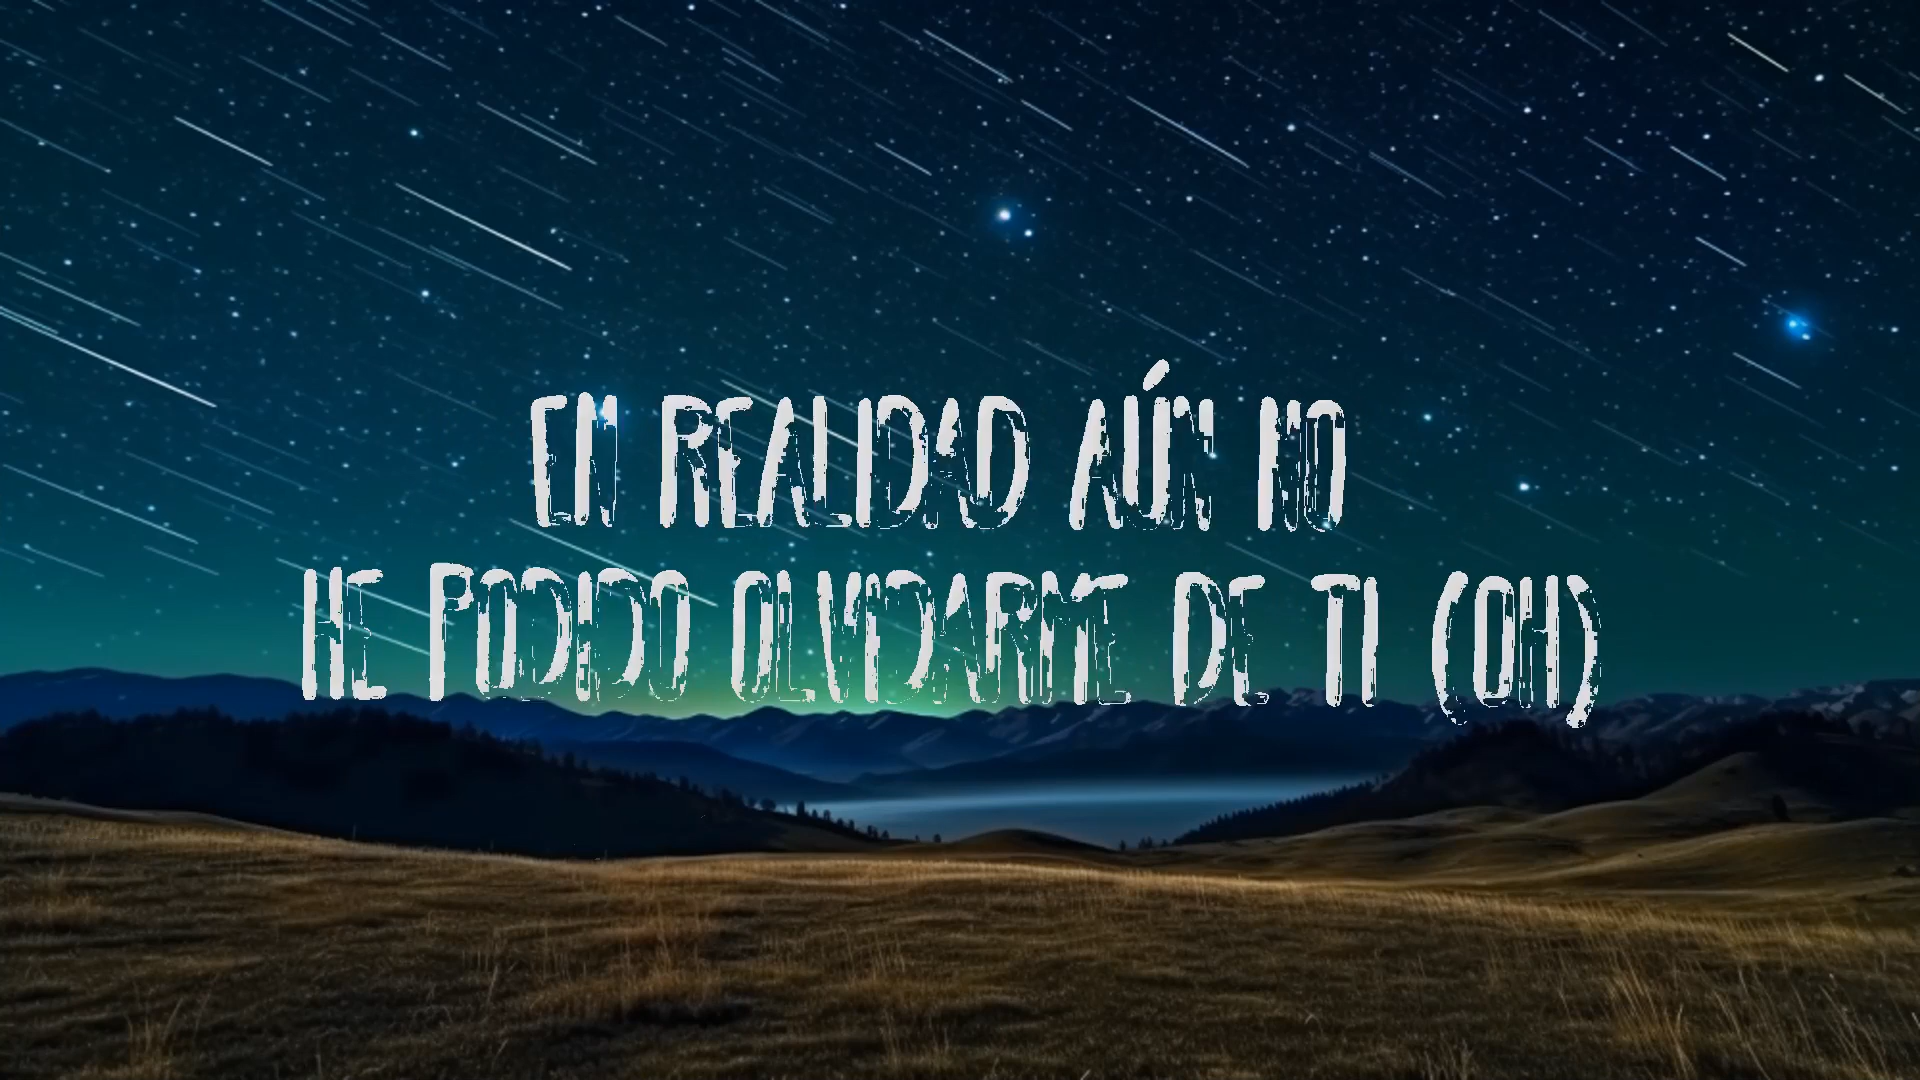 EN REALIDAD AÚN NO
HE PODIDO OLVIDARME DE TI (OH)